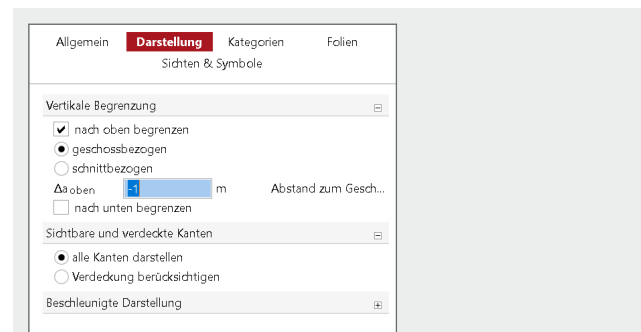 Allgemein Darstellung Kategorien Folien
Sichten & Symbole
Vertikale Begrenzung
nach oben begrenzen
geschossbezogen
schnittbezogen
Δa oben -1 m Abstand zum Gesch...
nach unten begrenzen
Sichtbare und verdeckte Kanten
alle Kanten darstellen
Verdeckung berücksichtigen
Beschleunigte Darstellung